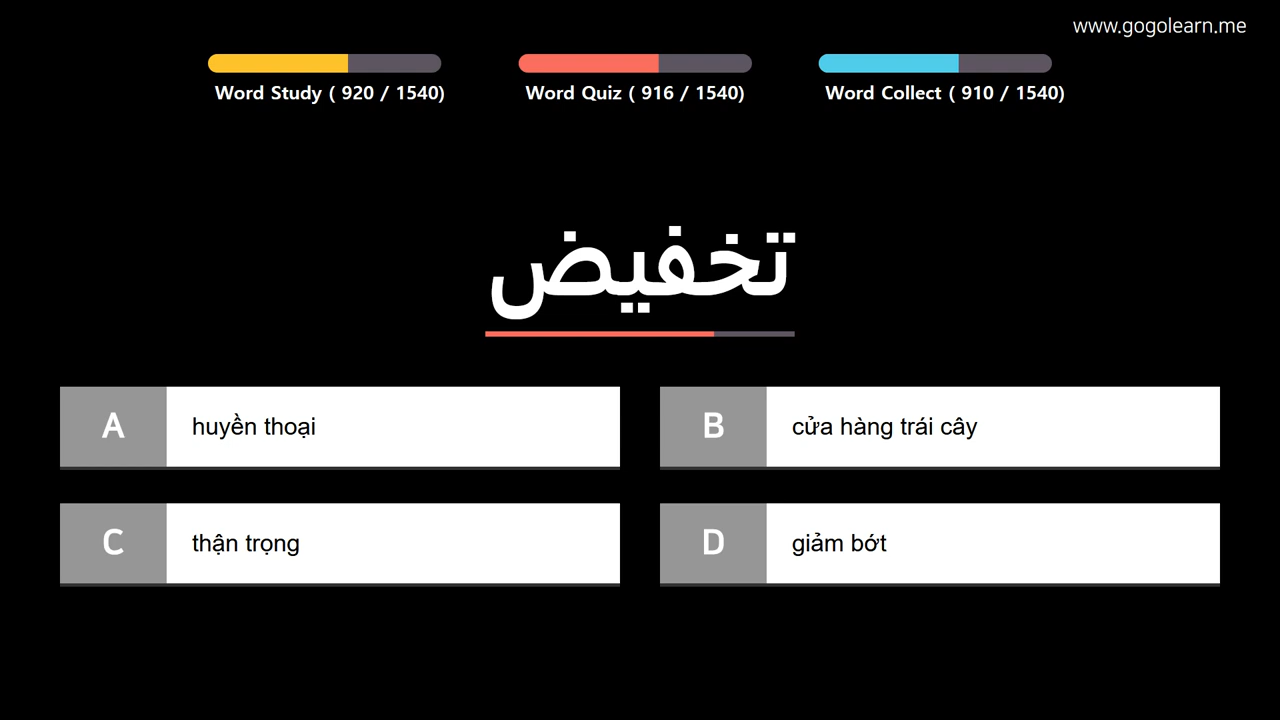 www.gogolearn.me
Word Study ( 920 / 1540)
Word Quiz ( 916 / 1540)
Word Collect ( 910 / 1540)
تخفيض
A
huyền thoại
B
cửa hàng trái cây
C
thận trọng
D
giảm bớt